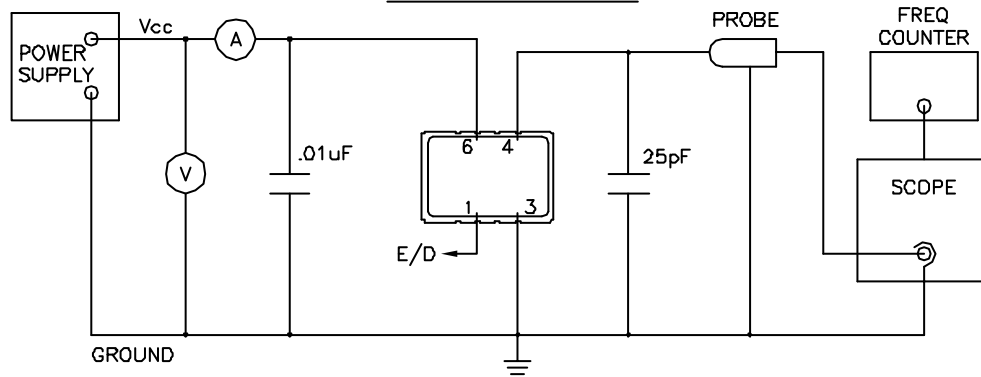 Vcc
POWER
SUPPLY
A
PROBE
FREQ
COUNTER
6 4
.01uF
25pF
V
1 3
SCOPE
E/D
GROUND